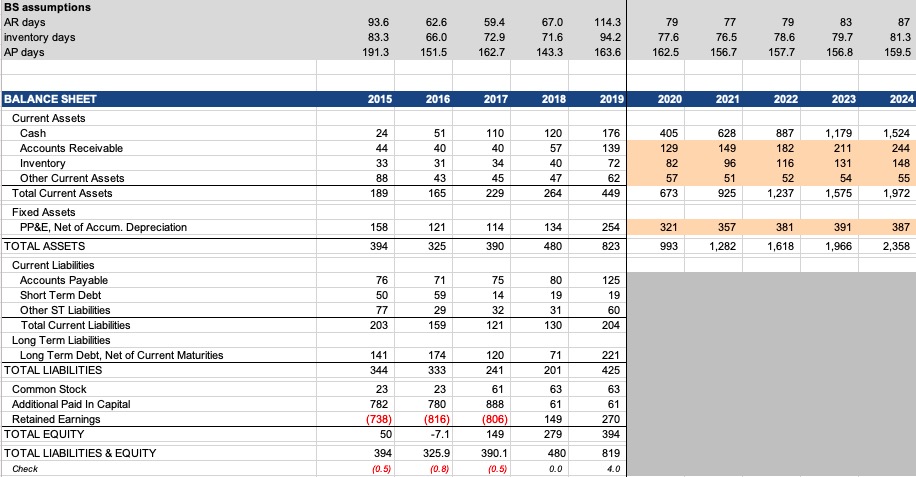 BS assumptions
AR days 93.6 62.6 59.4 67.0 114.3 79 77 79 83 87
inventory days 83.3 66.0 72.9 71.6 94.2 77.6 76.5 78.6 79.7 81.3
AP days 191.3 151.5 162.7 143.3 163.6 162.5 156.7 157.7 156.8 159.5
BALANCE SHEET 2015 2016 2017 2018 2019 2020 2021 2022 2023 2024
Current Assets
Cash 24 51 110 120 176 405 628 887 1,179 1,524
Accounts Receivable 44 40 40 57 139 129 149 182 211 244
Inventory 33 31 34 40 72 82 96 116 131 148
Other Current Assets 88 43 45 47 62 57 51 52 54 55
Total Current Assets 189 165 229 264 449 673 925 1,237 1,575 1,972
Fixed Assets
PP&E, Net of Accum. Depreciation 158 121 114 134 254 321 357 381 391 387
TOTAL ASSETS 394 325 390 480 823 993 1,282 1,618 1,966 2,358
Current Liabilities
Accounts Payable 76 71 75 80 125
Short Term Debt 50 59 14 19 19
Other ST Liabilities 77 29 32 31 60
Total Current Liabilities 203 159 121 130 204
Long Term Liabilities
Long Term Debt, Net of Current Maturities 141 174 120 71 221
TOTAL LIABILITIES 344 333 241 201 425
Common Stock 23 23 61 63 63
Additional Paid In Capital 782 780 888 61 61
Retained Earnings (738) (816) (806) 149 270
TOTAL EQUITY 50 -7.1 149 279 394
TOTAL LIABILITIES & EQUITY 394 325.9 390.1 480 819
Check (0.5) (0.8) (0.5) 0.0 4.0